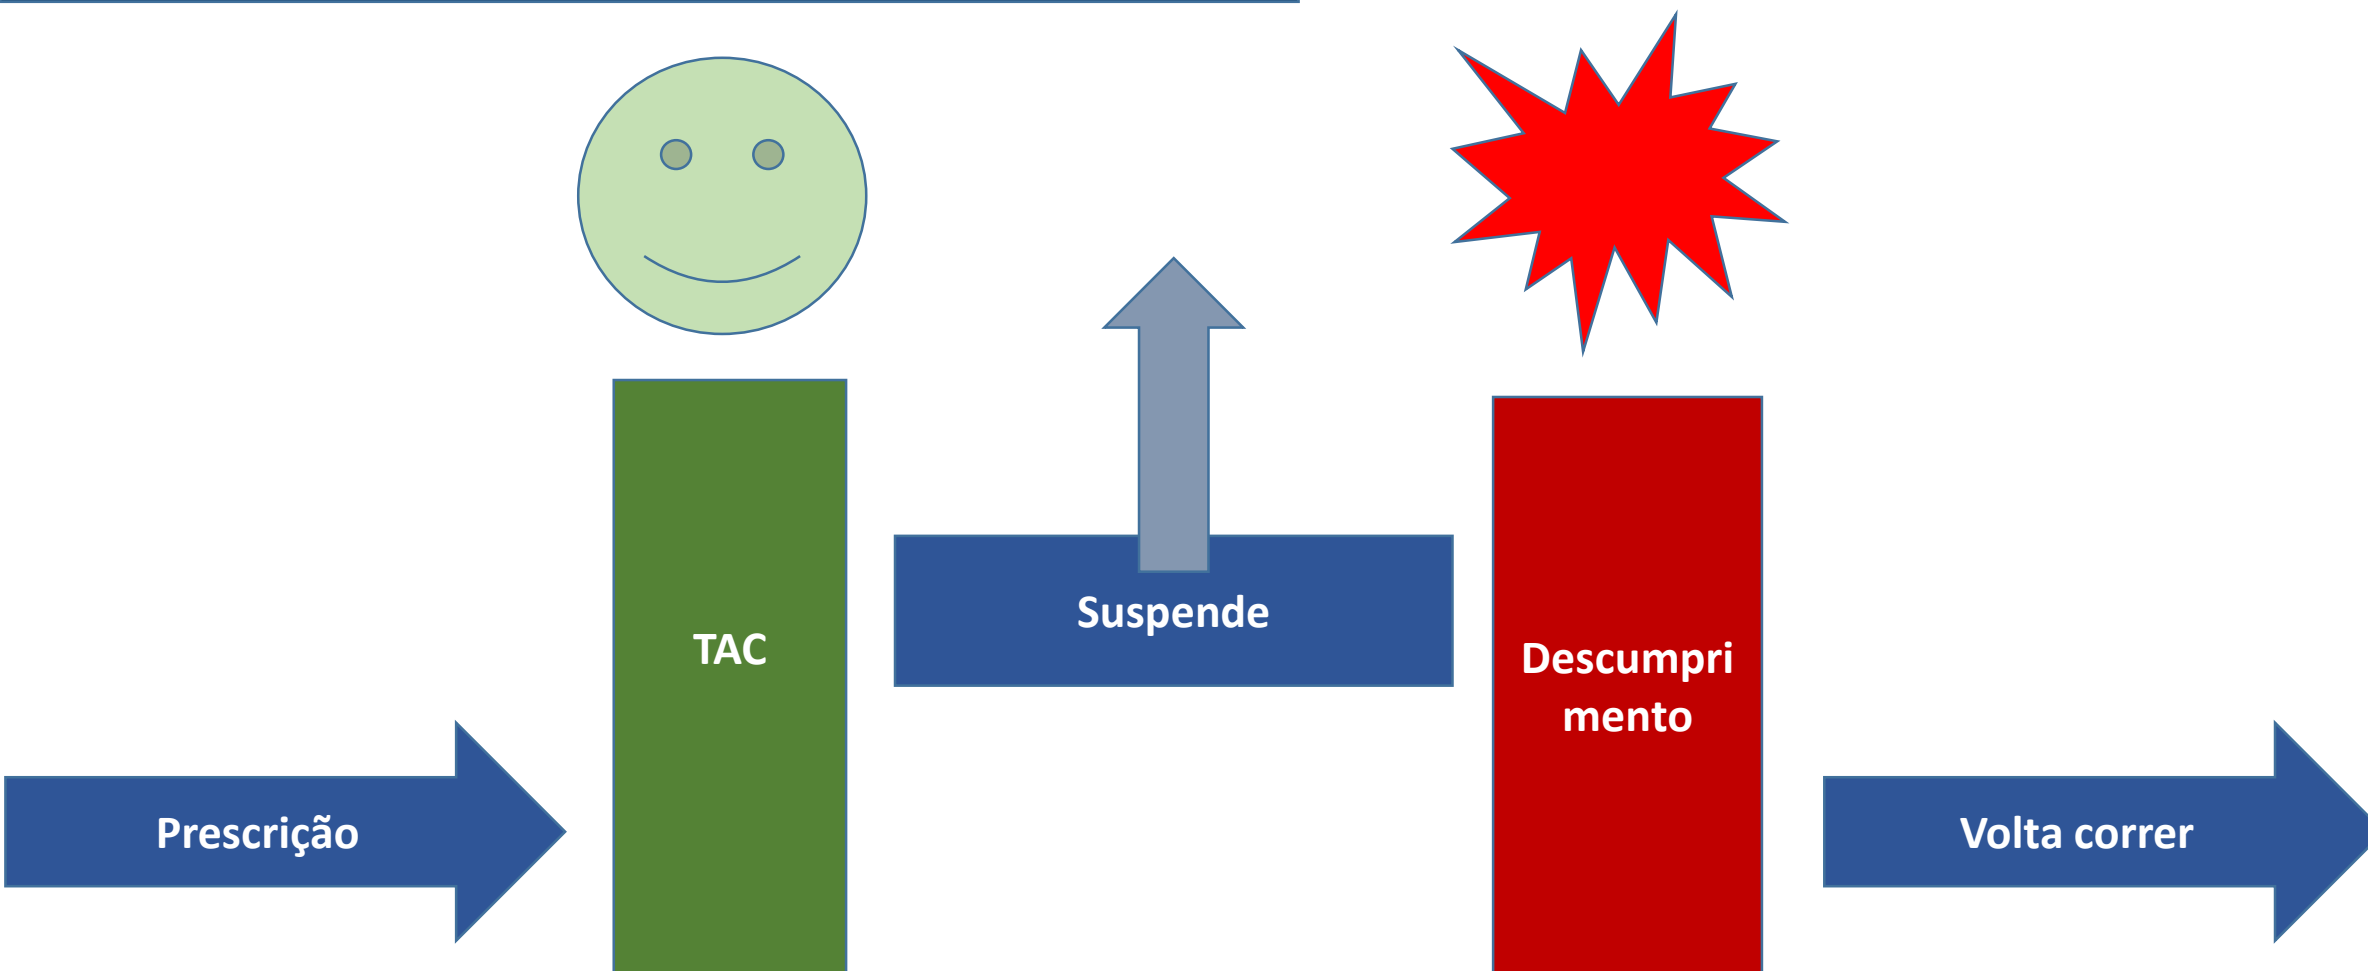 Prescrição
TAC
Suspende
Descumpri
mento
Volta correr